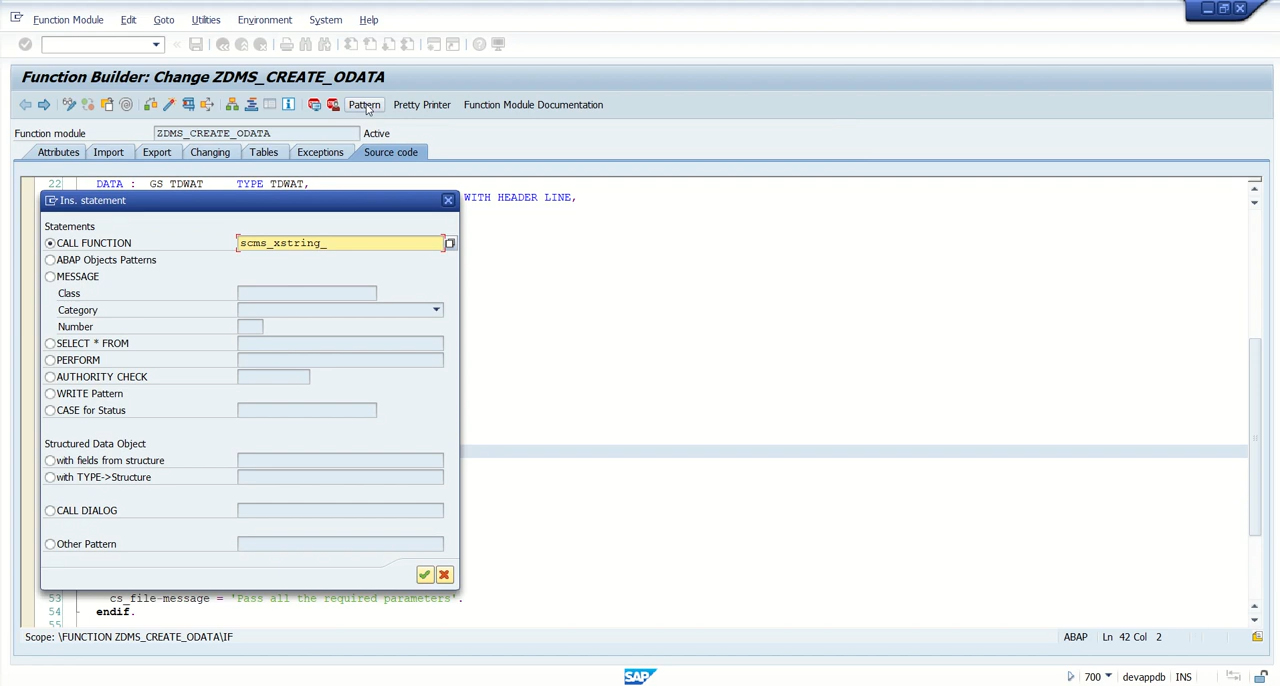 Function Module Edit Goto Utilities Environment System Help
Function Builder: Change ZDMS_CREATE_ODATA
Pattern Pretty Printer Function Module Documentation
Function module ZDMS_CREATE_ODATA Active
Attributes Import Export Changing Tables Exceptions Source code
22 DATA : GS TDWAT TYPE TDWAT,
WITH HEADER LINE,
Ins. statement
Statements
CALL FUNCTION scms_xstring_
ABAP Objects Patterns
MESSAGE
Class
Category
Number
SELECT * FROM
PERFORM
AUTHORITY CHECK
WRITE Pattern
CASE for Status
Structured Data Object
with fields from structure
with TYPE->Structure
CALL DIALOG
Other Pattern
53 cs_file-message = 'Pass all the required parameters'.
54 endif.
55
Scope: \FUNCTION ZDMS_CREATE_ODATA\IF ABAP Ln 42 Col 2
SAP 700 devappdb INS